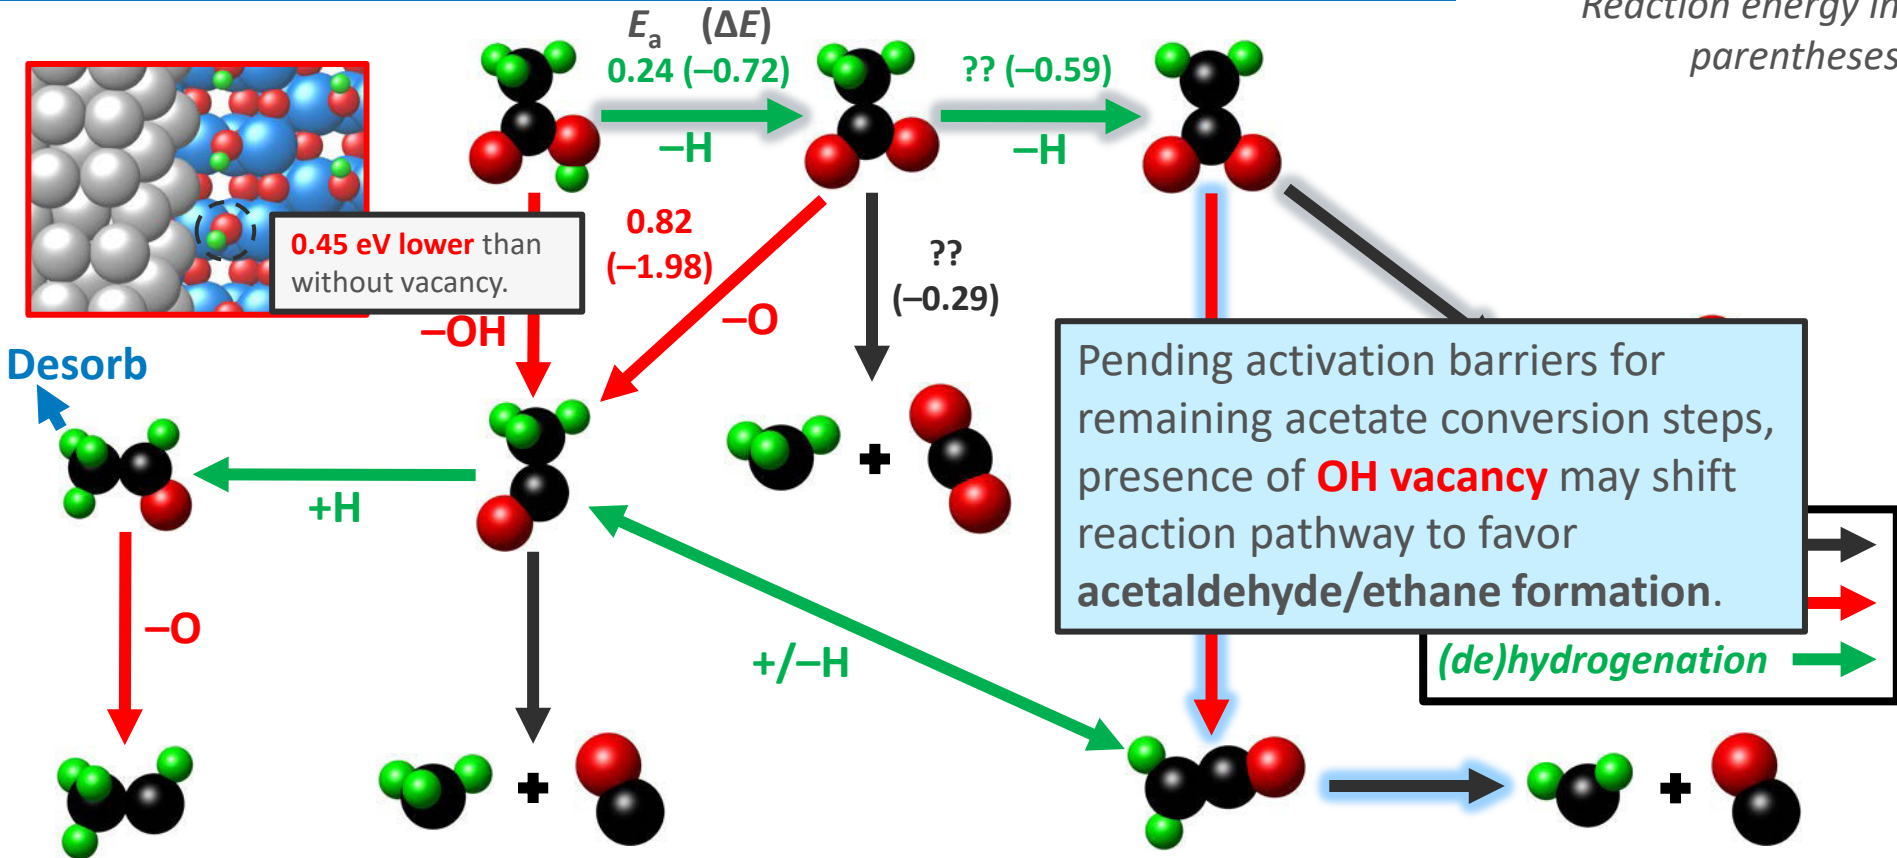 Reaction energy in
parentheses
Eₐ (ΔE)
0.24 (–0.72)
–H
?? (–0.59)
–H
0.45 eV lower than
without vacancy.
0.82
(–1.98)
–O
??
(–0.29)
–OH
Desorb
+H
–O
+/–H
Pending activation barriers for
remaining acetate conversion steps,
presence of OH vacancy may shift
reaction pathway to favor
acetaldehyde/ethane formation.
(de)hydrogenation
+
+
+